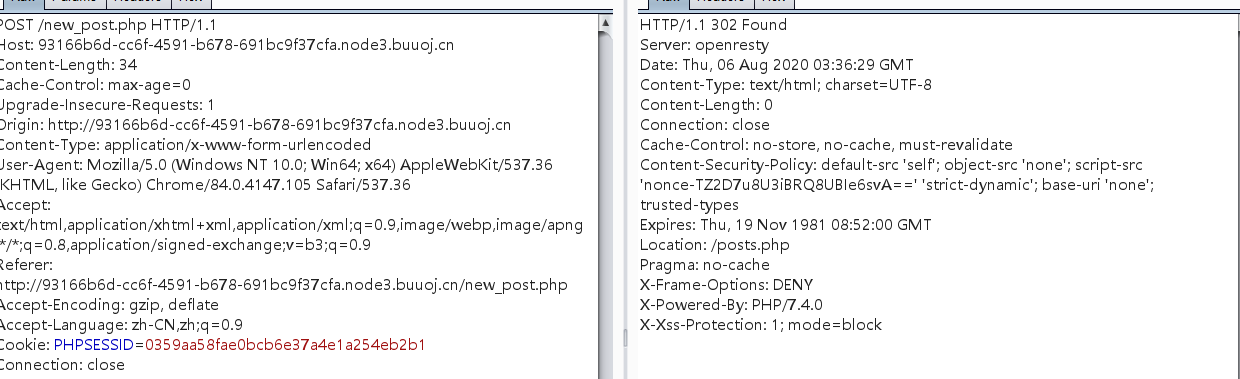 POST /new_post.php HTTP/1.1
Host: 93166b6d-cc6f-4591-b678-691bc9f37cfa.node3.buuoj.cn
Content-Length: 34
Cache-Control: max-age=0
Upgrade-Insecure-Requests: 1
Origin: http://93166b6d-cc6f-4591-b678-691bc9f37cfa.node3.buuoj.cn
Content-Type: application/x-www-form-urlencoded
User-Agent: Mozilla/5.0 (Windows NT 10.0; Win64; x64) AppleWebKit/537.36
(KHTML, like Gecko) Chrome/84.0.4147.105 Safari/537.36
Accept:
text/html,application/xhtml+xml,application/xml;q=0.9,image/webp,image/apng
*/*;q=0.8,application/signed-exchange;v=b3;q=0.9
Referer:
http://93166b6d-cc6f-4591-b678-691bc9f37cfa.node3.buuoj.cn/new_post.php
Accept-Encoding: gzip, deflate
Accept-Language: zh-CN,zh;q=0.9
Cookie: PHPSESSID=0359aa58fae0bcb6e37a4e1a254eb2b1
Connection: close
HTTP/1.1 302 Found
Server: openresty
Date: Thu, 06 Aug 2020 03:36:29 GMT
Content-Type: text/html; charset=UTF-8
Content-Length: 0
Connection: close
Cache-Control: no-store, no-cache, must-revalidate
Content-Security-Policy: default-src 'self'; object-src 'none'; script-src
'nonce-TZ2D7u8U3iBRQ8UBIe6svA==' 'strict-dynamic'; base-uri 'none';
trusted-types
Expires: Thu, 19 Nov 1981 08:52:00 GMT
Location: /posts.php
Pragma: no-cache
X-Frame-Options: DENY
X-Powered-By: PHP/7.4.0
X-Xss-Protection: 1; mode=block